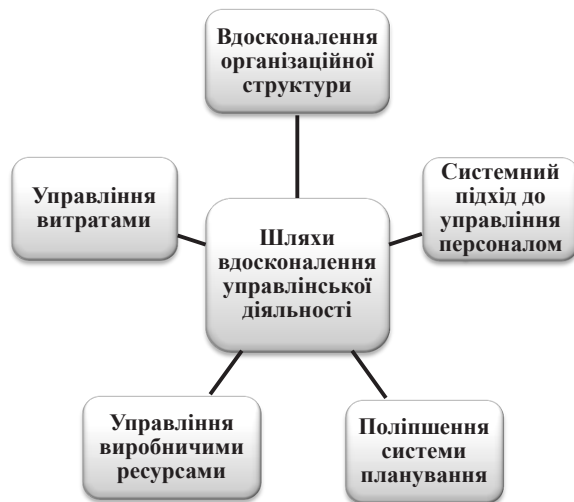 Вдосконалення
організаційної
структури
Управління
витратами
Системний
підхід до
управління
персоналом
Шляхи
вдосконалення
управлінської
діяльності
Управління
виробничими
ресурсами
Поліпшення
системи
планування